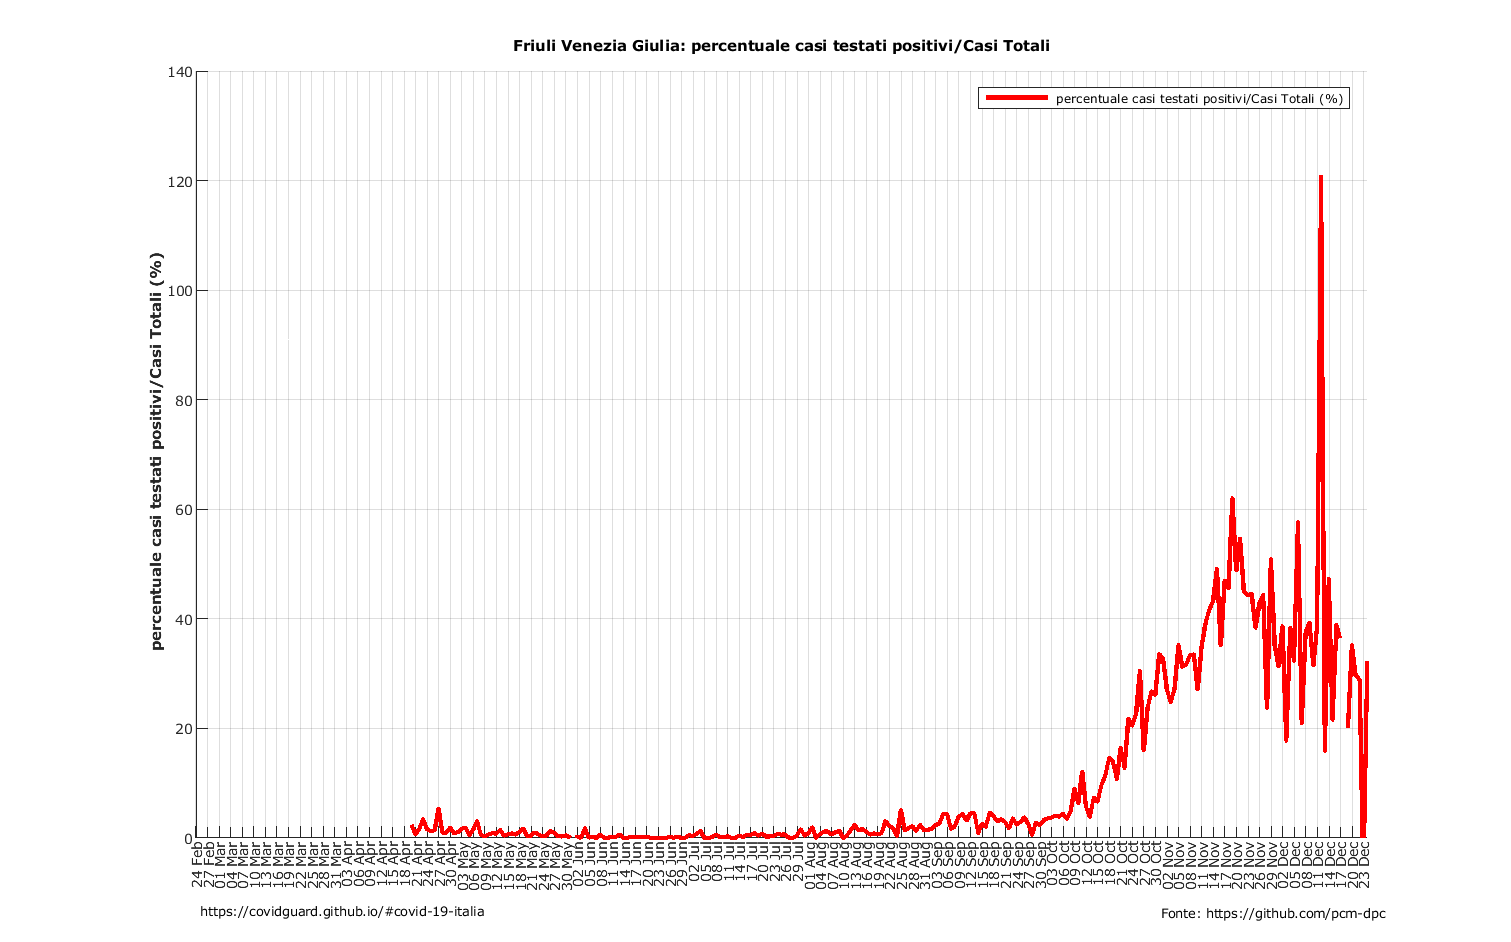 Friuli Venezia Giulia: percentuale casi testati positivi/Casi Totali
percentuale casi testati positivi/Casi Totali (%)
percentuale casi testati positivi/Casi Totali (%)
140
120
100
80
60
40
20
0
24 Feb
27 Feb
01 Mar
04 Mar
07 Mar
10 Mar
13 Mar
16 Mar
19 Mar
22 Mar
25 Mar
28 Mar
31 Mar
03 Apr
06 Apr
09 Apr
12 Apr
15 Apr
18 Apr
21 Apr
24 Apr
27 Apr
30 Apr
03 May
06 May
09 May
12 May
15 May
18 May
21 May
24 May
27 May
30 May
02 Jun
05 Jun
08 Jun
11 Jun
14 Jun
17 Jun
20 Jun
23 Jun
26 Jun
29 Jun
02 Jul
05 Jul
08 Jul
11 Jul
14 Jul
17 Jul
20 Jul
23 Jul
26 Jul
29 Jul
01 Aug
04 Aug
07 Aug
10 Aug
13 Aug
16 Aug
19 Aug
22 Aug
25 Aug
28 Aug
31 Aug
03 Sep
06 Sep
09 Sep
12 Sep
15 Sep
18 Sep
21 Sep
24 Sep
27 Sep
30 Sep
03 Oct
06 Oct
09 Oct
12 Oct
15 Oct
18 Oct
21 Oct
24 Oct
27 Oct
30 Oct
02 Nov
05 Nov
08 Nov
11 Nov
14 Nov
17 Nov
20 Nov
23 Nov
26 Nov
29 Nov
02 Dec
05 Dec
08 Dec
11 Dec
14 Dec
17 Dec
20 Dec
23 Dec
https://covidguard.github.io/#covid-19-italia
Fonte: https://github.com/pcm-dpc